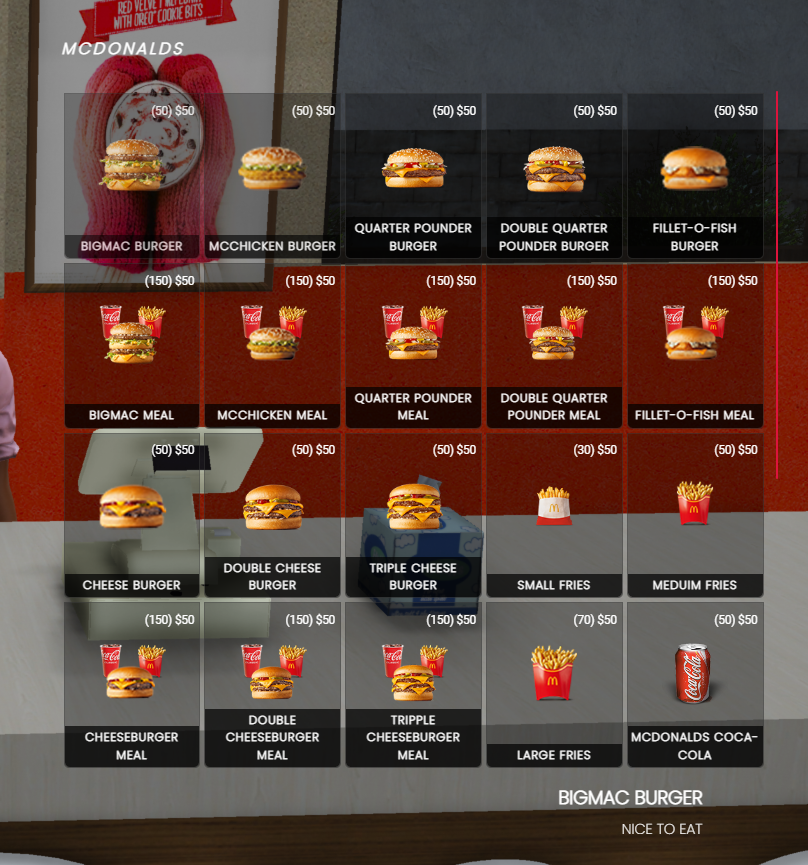 RED VELVET
WITH OREO COOKIE BITS
MCDONALDS
(50) $50
(50) $50
(50) $50
(50) $50
(50) $50
BIGMAC BURGER
MCCHICKEN BURGER
QUARTER POUNDER
BURGER
DOUBLE QUARTER
POUNDER BURGER
FILLET-O-FISH
BURGER
(150) $50
(150) $50
(150) $50
(150) $50
(150) $50
BIGMAC MEAL
MCCHICKEN MEAL
QUARTER POUNDER
MEAL
DOUBLE QUARTER
POUNDER MEAL
FILLET-O-FISH MEAL
(50) $50
(50) $50
(50) $50
(30) $50
(50) $50
CHEESE BURGER
DOUBLE CHEESE
BURGER
TRIPLE CHEESE
BURGER
SMALL FRIES
MEDUIM FRIES
(150) $50
(150) $50
(150) $50
(70) $50
(50) $50
Coca-Cola
CHEESEBURGER
MEAL
DOUBLE
CHEESEBURGER
MEAL
TRIPPLE
CHEESEBURGER
MEAL
LARGE FRIES
MCDONALDS COCA-
COLA
BIGMAC BURGER
NICE TO EAT